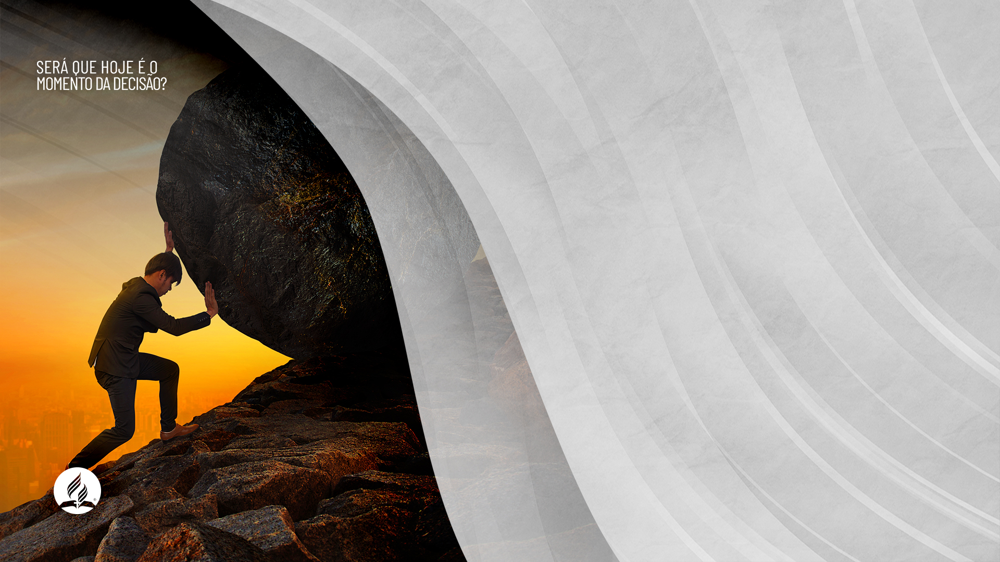 SERÁ QUE HOJE É O
MOMENTO DA DECISÃO?